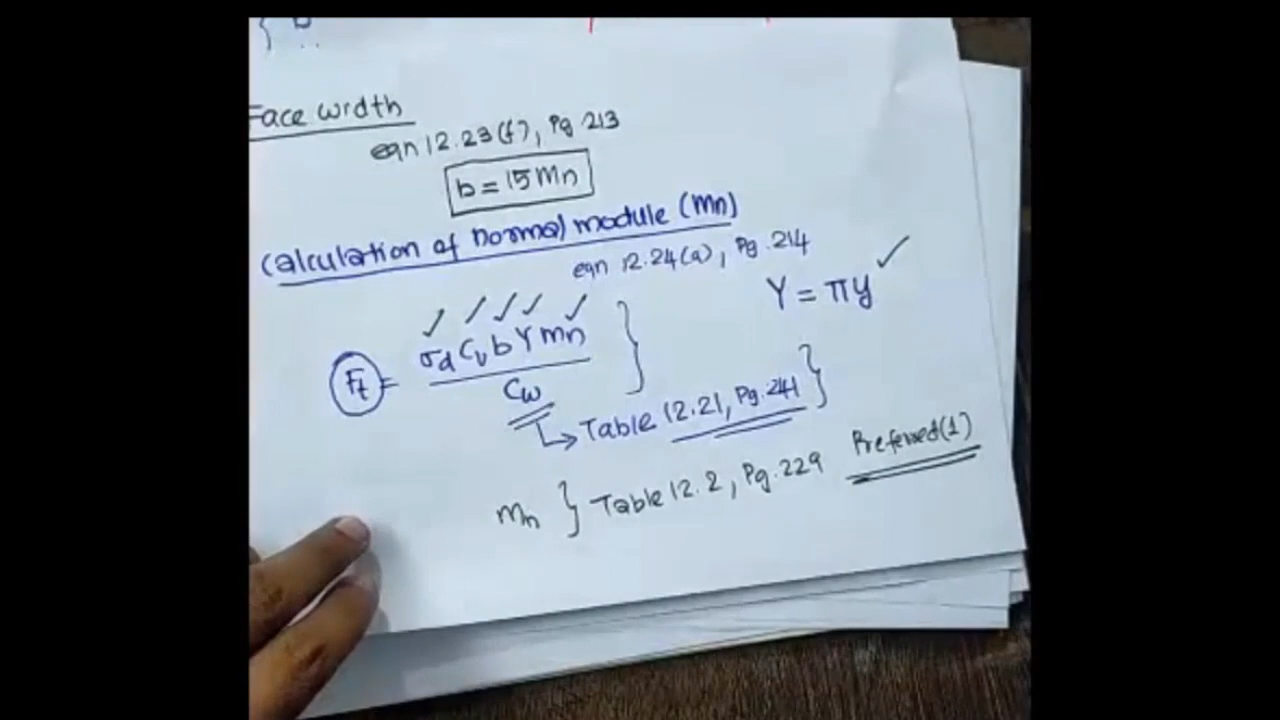 Face width
eqn 12.23(f), Pg 213
b = 15 mn
Calculation of normal module (mn)
eqn 12.24(a), Pg. 214
Y = πy ✓
✓ ✓ ✓ ✓ ✓
Ft = σd Cv b Y mn / Cw }
↳ Table 12.21, Pg. 241 }
mn } Table 12.2, Pg. 229 Preferred(1)